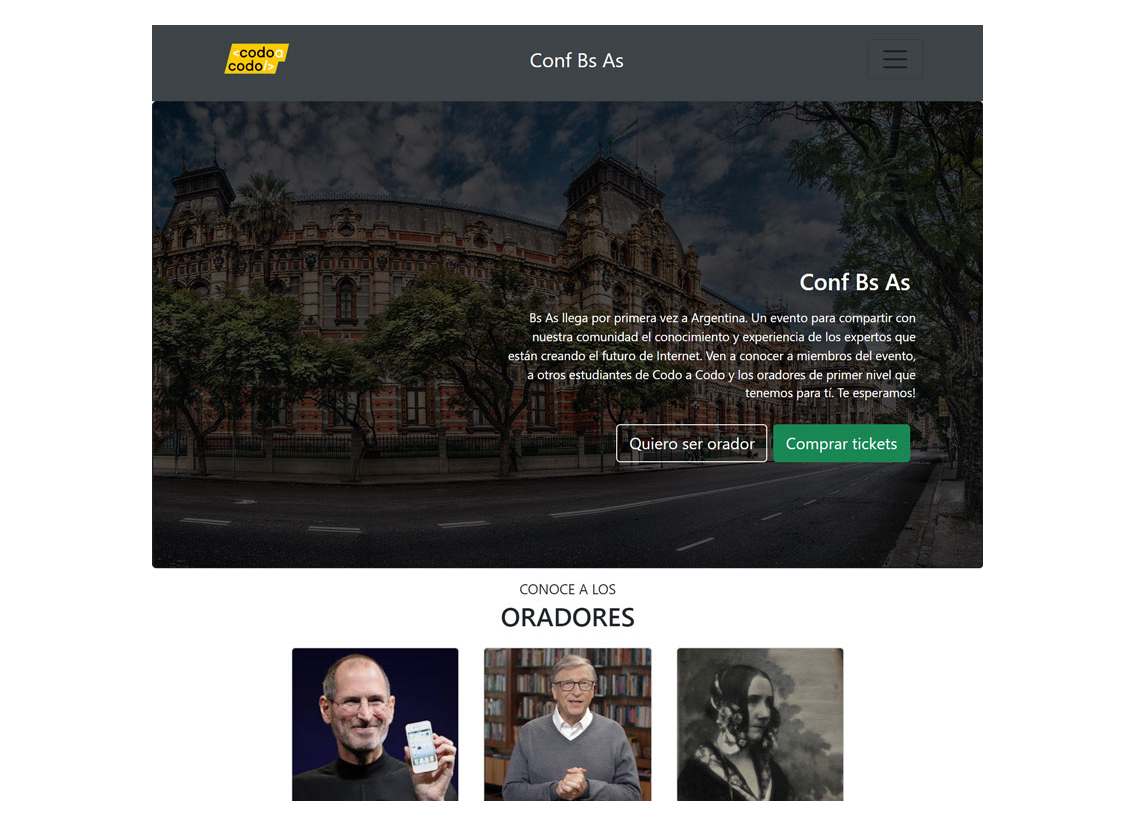 <codo a
codo/>
Conf Bs As
Conf Bs As
Bs As llega por primera vez a Argentina. Un evento para compartir con
nuestra comunidad el conocimiento y experiencia de los expertos que
están creando el futuro de Internet. Ven a conocer a miembros del evento,
a otros estudiantes de Codo a Codo y los oradores de primer nivel que
tenemos para tí. Te esperamos!
Quiero ser orador
Comprar tickets
CONOCE A LOS
ORADORES